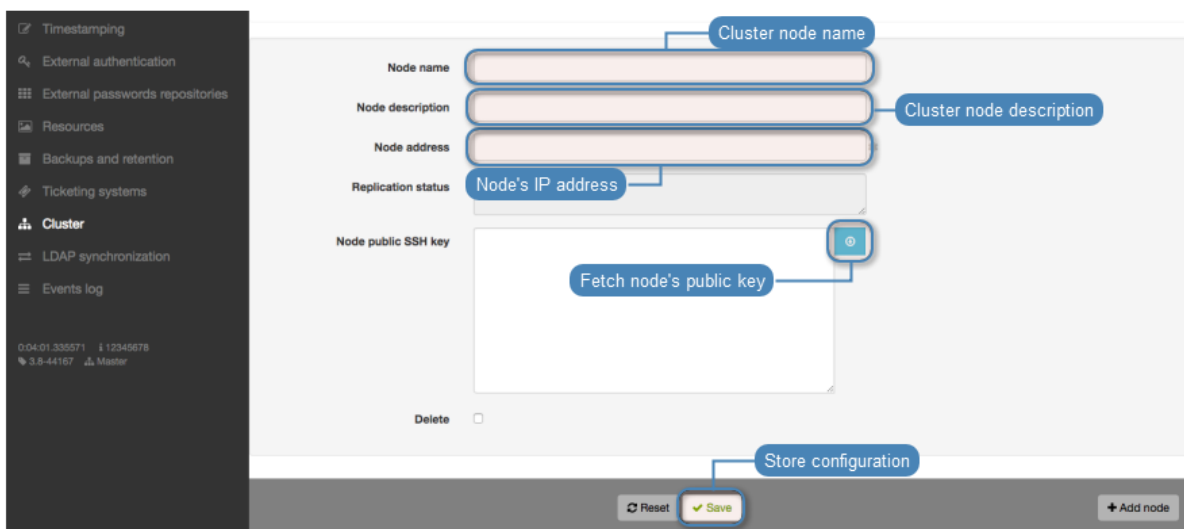 Timestamping
External authentication
External passwords repositories
Resources
Backups and retention
Ticketing systems
Cluster
LDAP synchronization
Events log
0:04:01.335571 12345678
3.8-44167 Master
Cluster node name
Node name
Node description
Cluster node description
Node address
Node's IP address
Replication status
Node public SSH key
Fetch node's public key
Delete
Store configuration
Reset Save + Add node